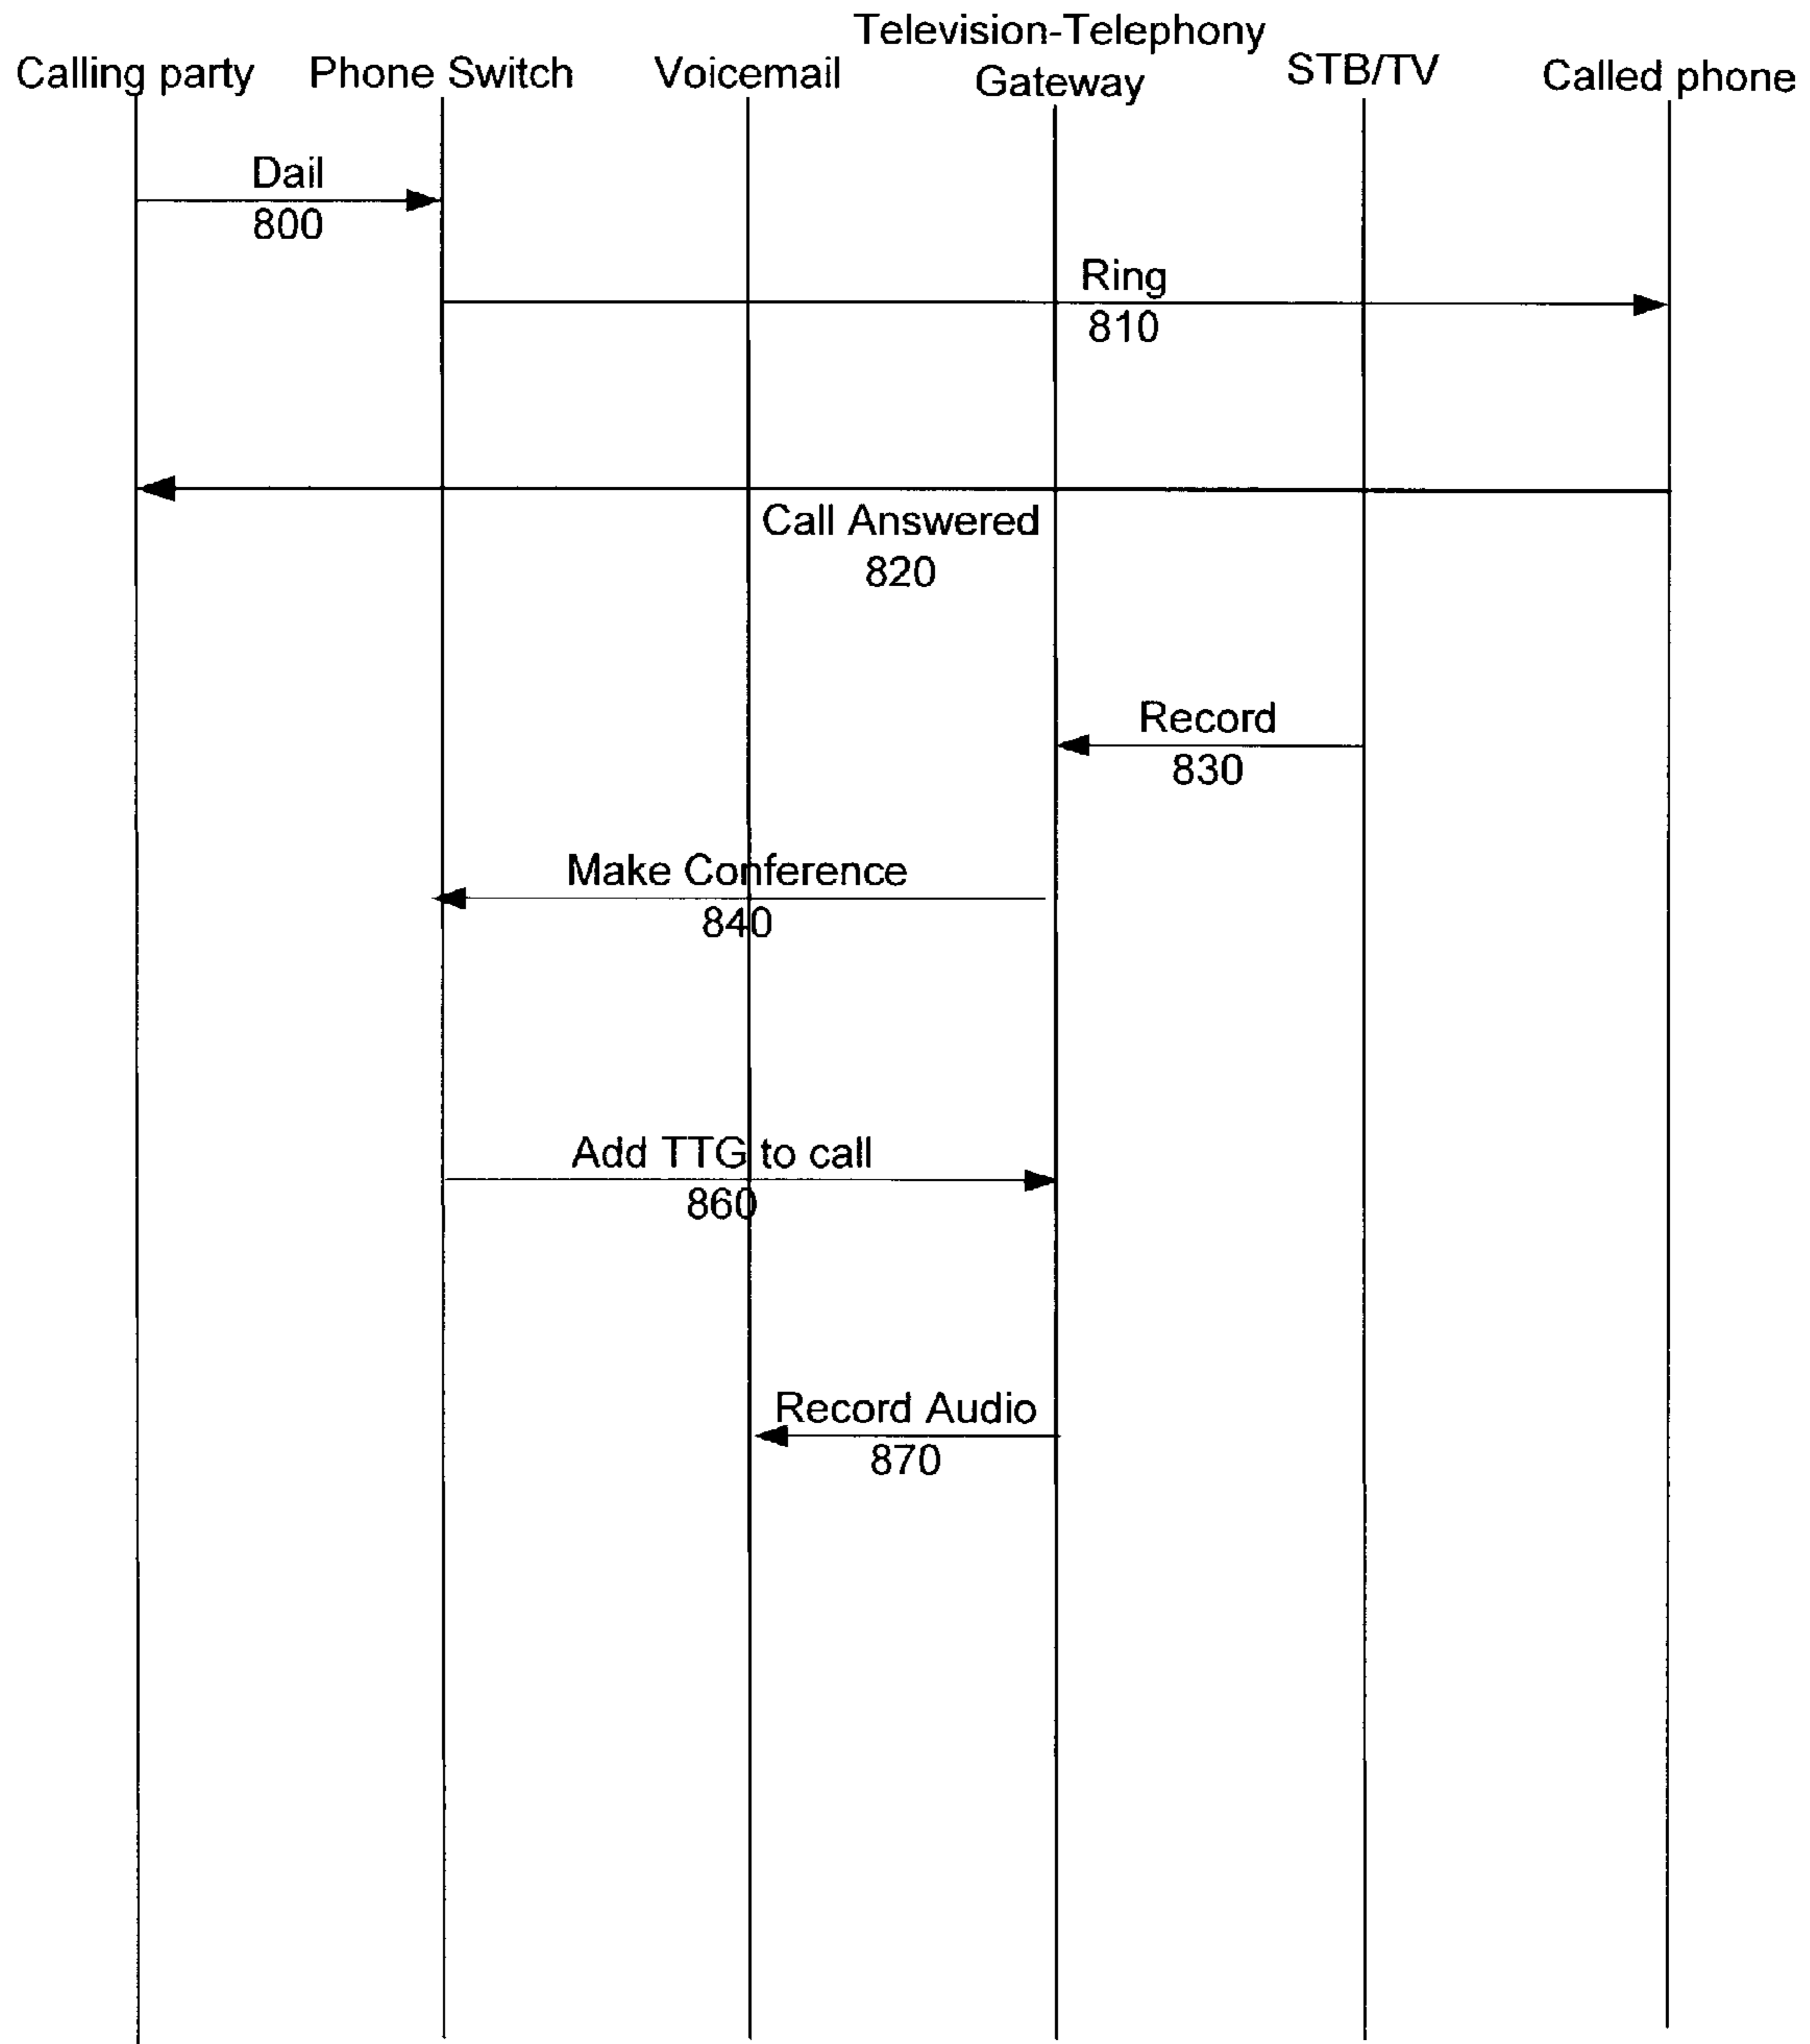 Calling party
Phone Switch
Voicemail
Television-Telephony
Gateway
STB/TV
Called phone
Dail
800
Ring
810
Call Answered
820
Record
830
Make Conference
840
Add TTG to call
860
Record Audio
870